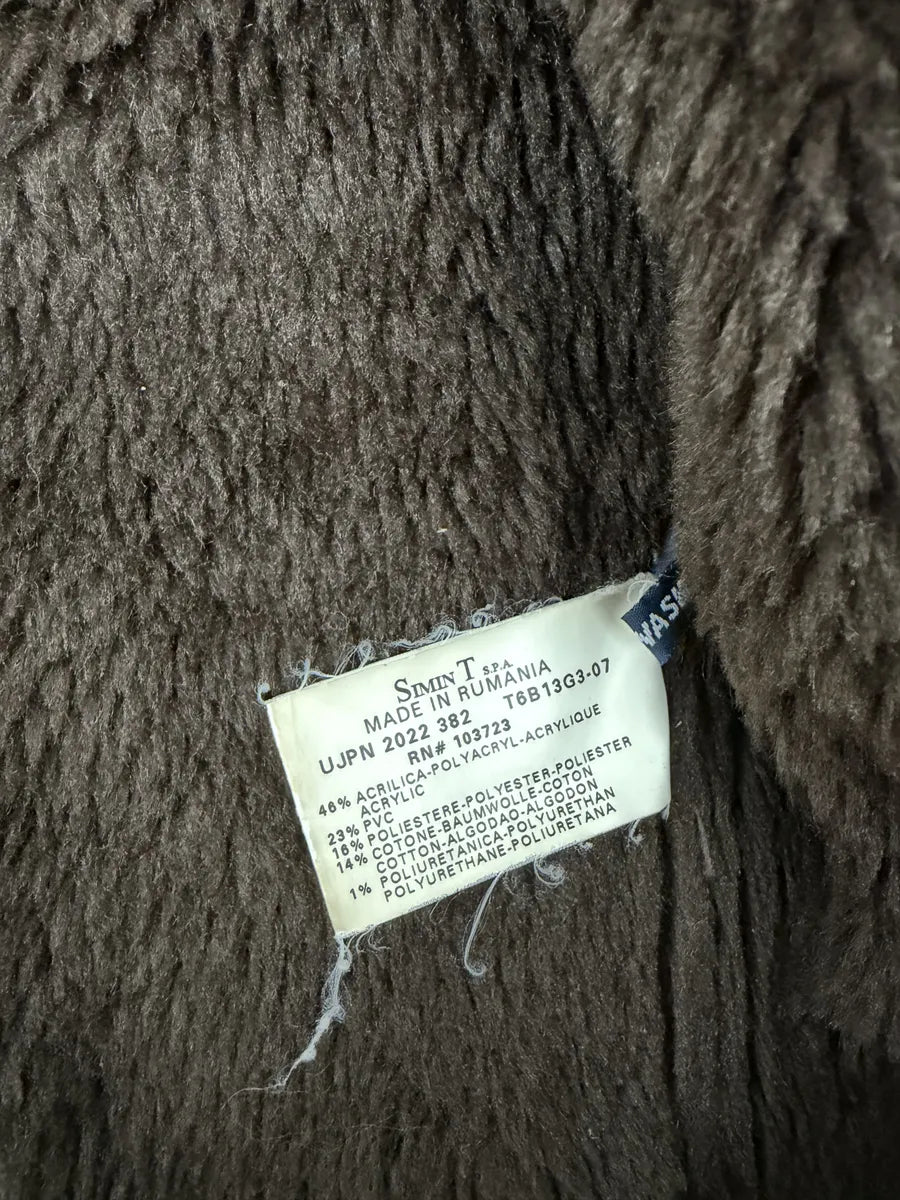 SIMIN T S.P.A.
MADE IN RUMANIA
UJPN 2022 382 T6B13G3-07
RN# 103723
46% ACRILICA-POLYACRYL-ACRYLIQUE
ACRYLIC
23% PVC
16% POLIESTERE-POLYESTER-POLIESTER
14% COTONE-BAUMWOLLE-COTON
COTTON-ALGODAO-ALGODON
1% POLIURETANICA-POLYURETHAN
POLYURETHANE-POLIURETANA
WAS